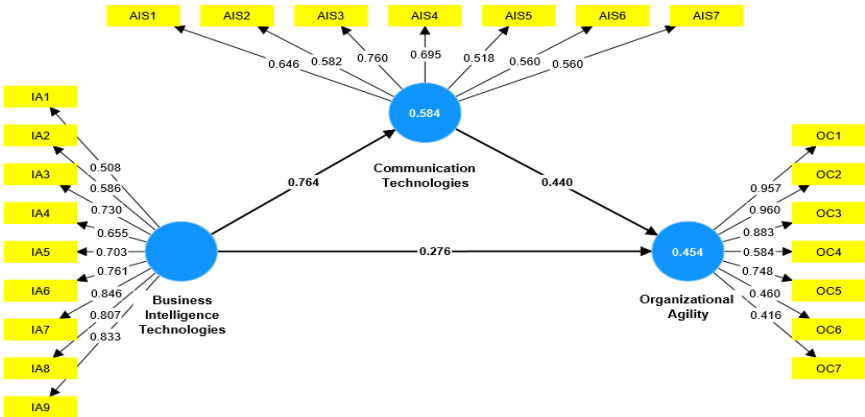 AIS1 AIS2 AIS3 AIS4 AIS5 AIS6 AIS7
0.646 0.582 0.760 0.695 0.518 0.560 0.560
0.584
Communication
Technologies
IA1
IA2
IA3
IA4
IA5
IA6
IA7
IA8
IA9
0.508
0.586
0.730
0.655
0.703
0.761
0.846
0.807
0.833
Business
Intelligence
Technologies
0.764
0.440
0.276
0.454
Organizational
Agility
0.957
0.960
0.883
0.584
0.748
0.460
0.416
OC1
OC2
OC3
OC4
OC5
OC6
OC7